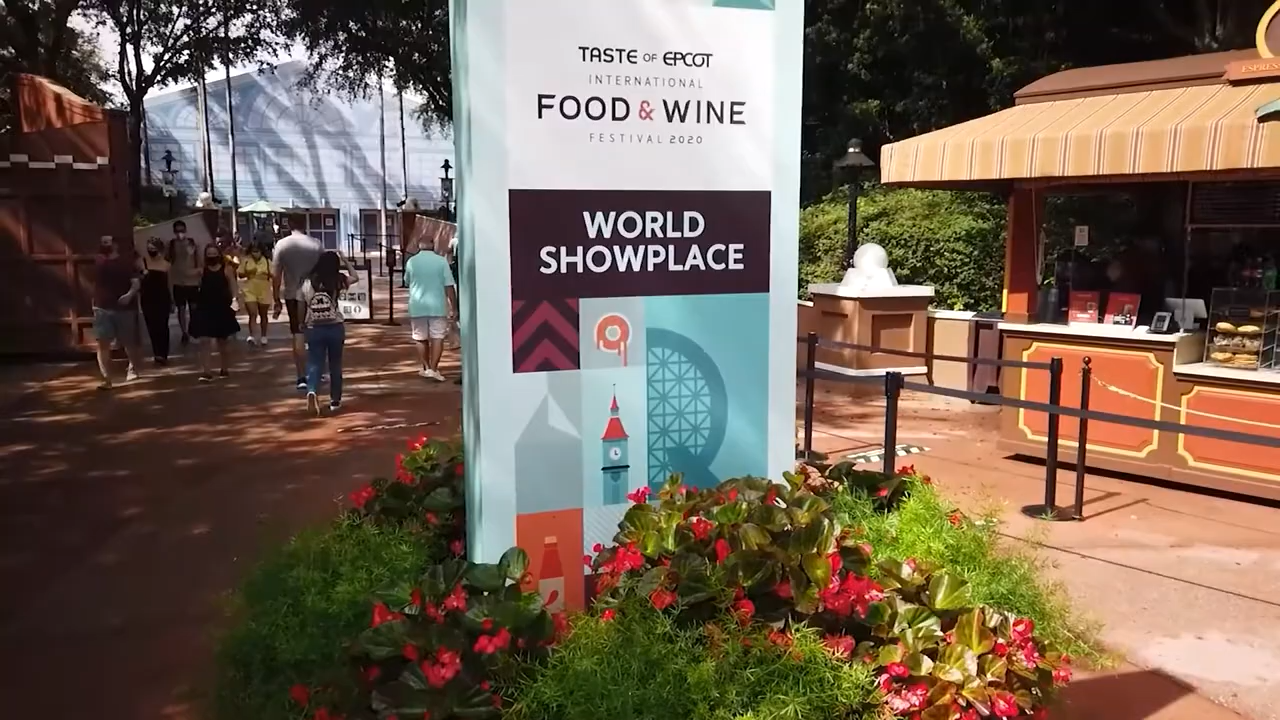 TASTE OF EPCOT
INTERNATIONAL
FOOD & WINE
FESTIVAL 2020
WORLD
SHOWPLACE